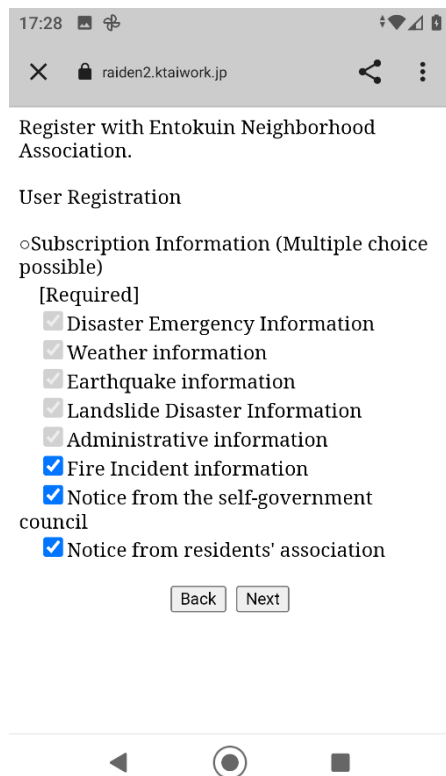 17:28
raiden2.ktaiwork.jp
Register with Entokuin Neighborhood
Association.
User Registration
○Subscription Information (Multiple choice
possible)
[Required]
Disaster Emergency Information
Weather information
Earthquake information
Landslide Disaster Information
Administrative information
Fire Incident information
Notice from the self-government
council
Notice from residents' association
Back Next